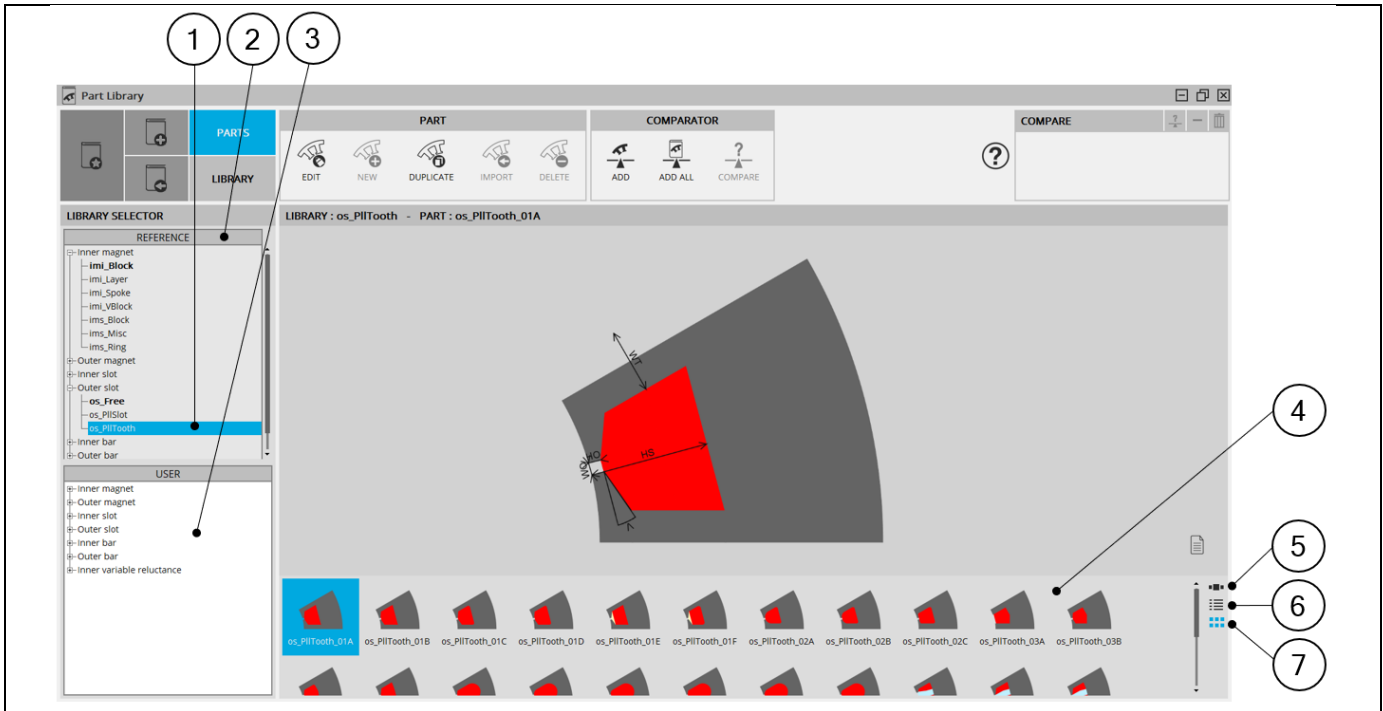 1 2 3
Part Library
PARTS
LIBRARY
PART
EDIT NEW DUPLICATE IMPORT DELETE
COMPARATOR
ADD ADD ALL COMPARE
?
COMPARE
LIBRARY SELECTOR
REFERENCE
Inner magnet
imi_Block
imi_Layer
imi_Spoke
imi_VBlock
ims_Block
ims_Misc
ims_Ring
Outer magnet
Inner slot
Outer slot
os_Free
os_PllSlot
os_PllTooth
Inner bar
Outer bar
USER
Inner magnet
Outer magnet
Inner slot
Outer slot
Inner bar
Outer bar
Inner variable reluctance
LIBRARY : os_PllTooth - PART : os_PllTooth_01A
WT
HO
HS
WO
V
os_PllTooth_01A os_PllTooth_01B os_PllTooth_01C os_PllTooth_01D os_PllTooth_01E os_PllTooth_01F os_PllTooth_02A os_PllTooth_02B os_PllTooth_02C os_PllTooth_03A os_PllTooth_03B
4
5
6
7